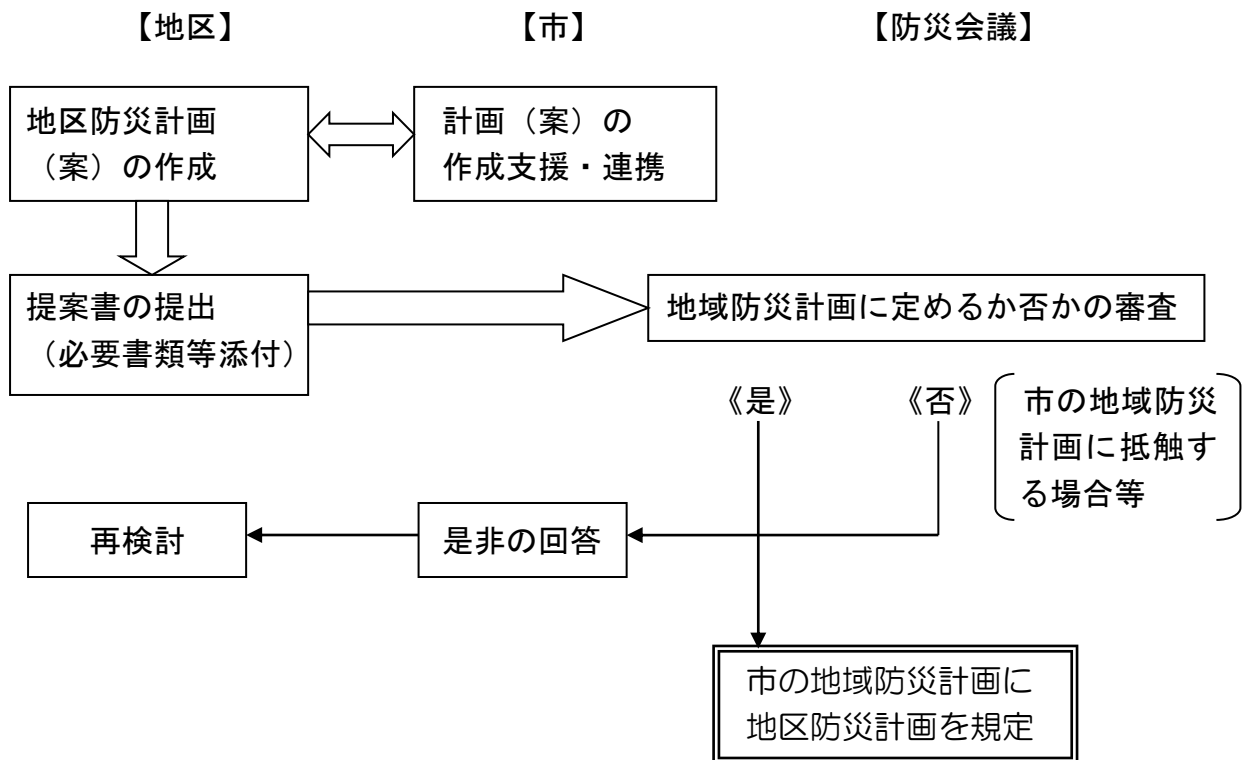 【地区】
【市】
【防災会議】
地区防災計画
（案）の作成
計画（案）の
作成支援・連携
提案書の提出
（必要書類等添付）
地域防災計画に定めるか否かの審査
《是》
《否》
市の地域防災
計画に抵触す
る場合等
再検討
是非の回答
市の地域防災計画に
地区防災計画を規定